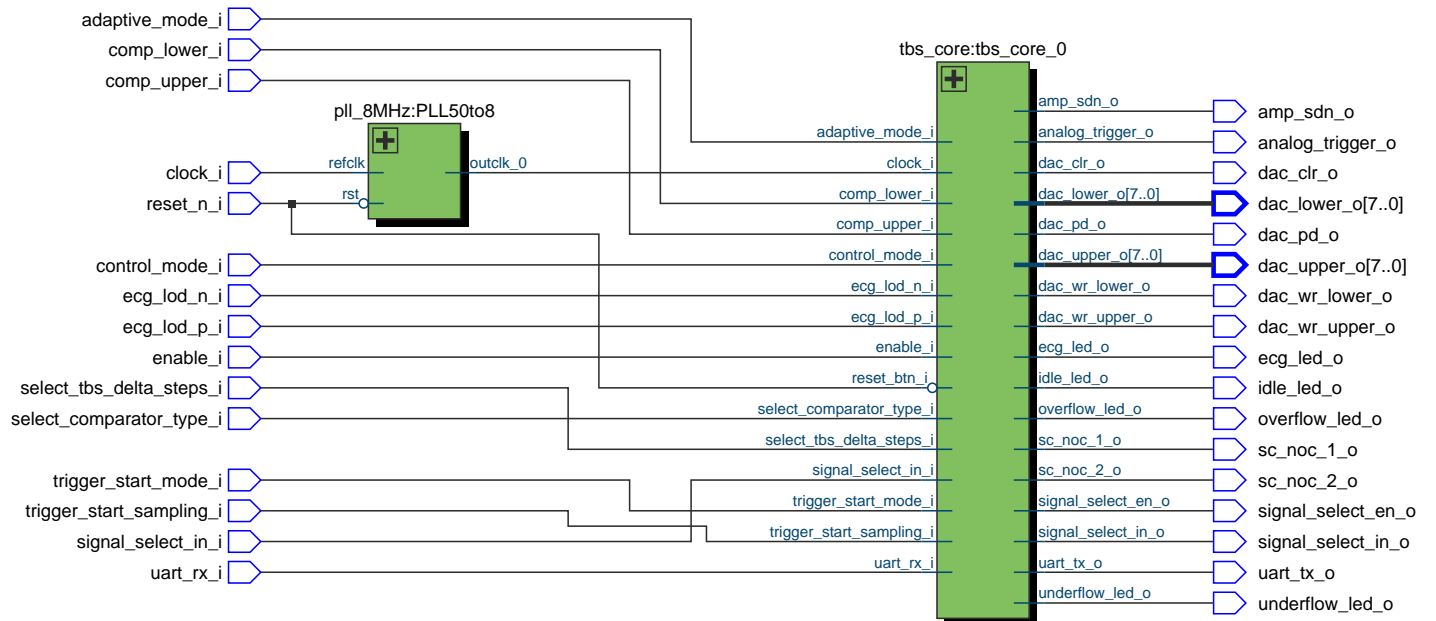 adaptive_mode_i
comp_lower_i
comp_upper_i
clock_i
reset_n_i
control_mode_i
ecg_lod_n_i
ecg_lod_p_i
enable_i
select_tbs_delta_steps_i
select_comparator_type_i
trigger_start_mode_i
trigger_start_sampling_i
signal_select_in_i
uart_rx_i
pll_8MHz:PLL50to8
refclk
rst
outclk_0
tbs_core:tbs_core_0
adaptive_mode_i
clock_i
comp_lower_i
comp_upper_i
control_mode_i
ecg_lod_n_i
ecg_lod_p_i
enable_i
reset_btn_i
select_comparator_type_i
select_tbs_delta_steps_i
signal_select_in_i
trigger_start_mode_i
trigger_start_sampling_i
uart_rx_i
amp_sdn_o
analog_trigger_o
dac_clr_o
dac_lower_o[7..0]
dac_pd_o
dac_upper_o[7..0]
dac_wr_lower_o
dac_wr_upper_o
ecg_led_o
idle_led_o
overflow_led_o
sc_noc_1_o
sc_noc_2_o
signal_select_en_o
signal_select_in_o
uart_tx_o
underflow_led_o
amp_sdn_o
analog_trigger_o
dac_clr_o
dac_lower_o[7..0]
dac_pd_o
dac_upper_o[7..0]
dac_wr_lower_o
dac_wr_upper_o
ecg_led_o
idle_led_o
overflow_led_o
sc_noc_1_o
sc_noc_2_o
signal_select_en_o
signal_select_in_o
uart_tx_o
underflow_led_o